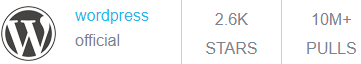 wordpress
official
2.6K
STARS
10M+
PULLS